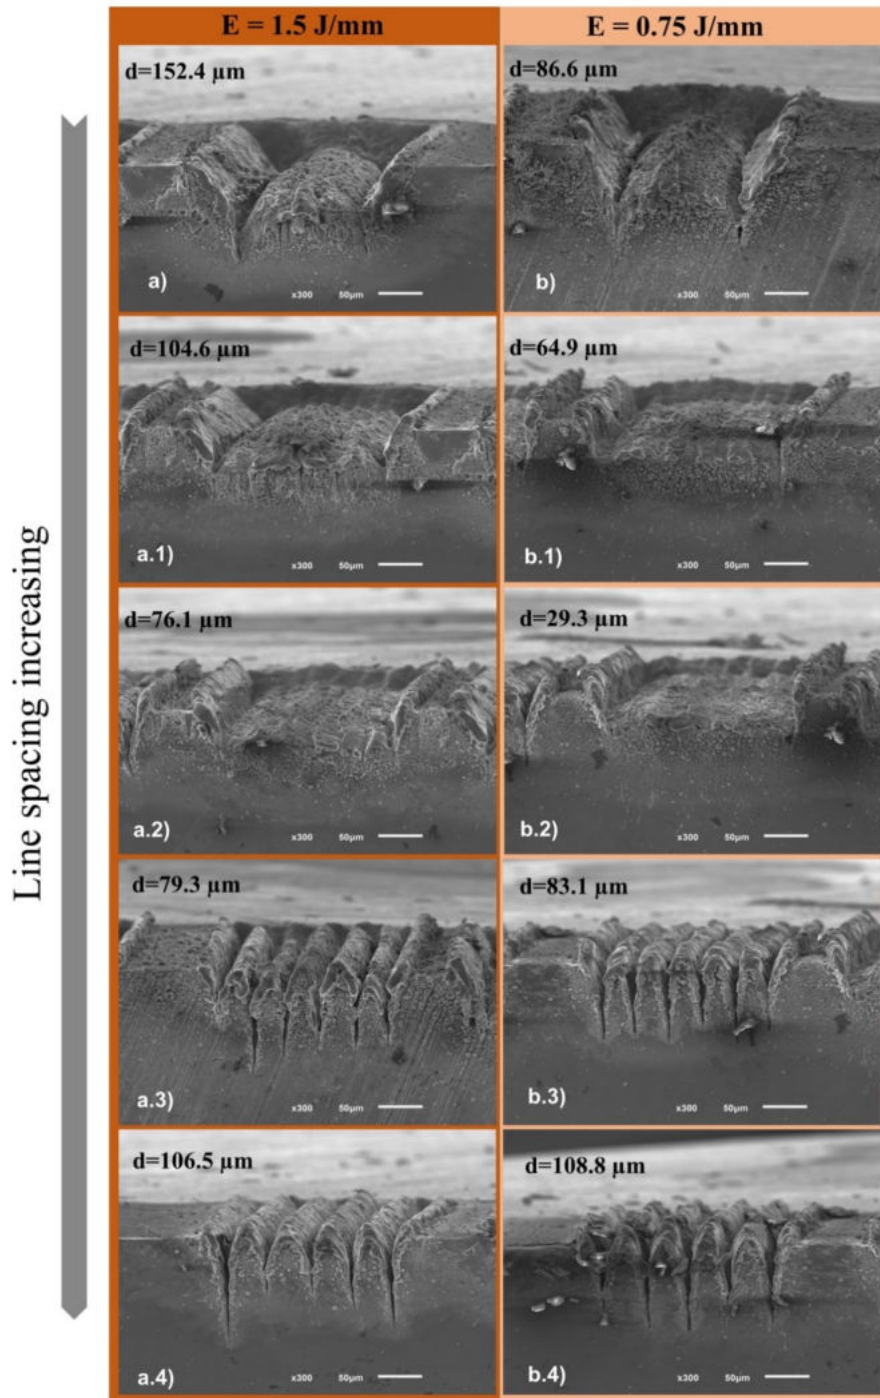 E = 1.5 J/mm
E = 0.75 J/mm
Line spacing increasing
d=152.4 µm
a)
x300 50µm
d=86.6 µm
b)
x300 50µm
d=104.6 µm
a.1)
x300 50µm
d=64.9 µm
b.1)
x300 50µm
d=76.1 µm
a.2)
x300 50µm
d=29.3 µm
b.2)
x300 50µm
d=79.3 µm
a.3)
x300 50µm
d=83.1 µm
b.3)
x300 50µm
d=106.5 µm
a.4)
x300 50µm
d=108.8 µm
b.4)
x300 50µm